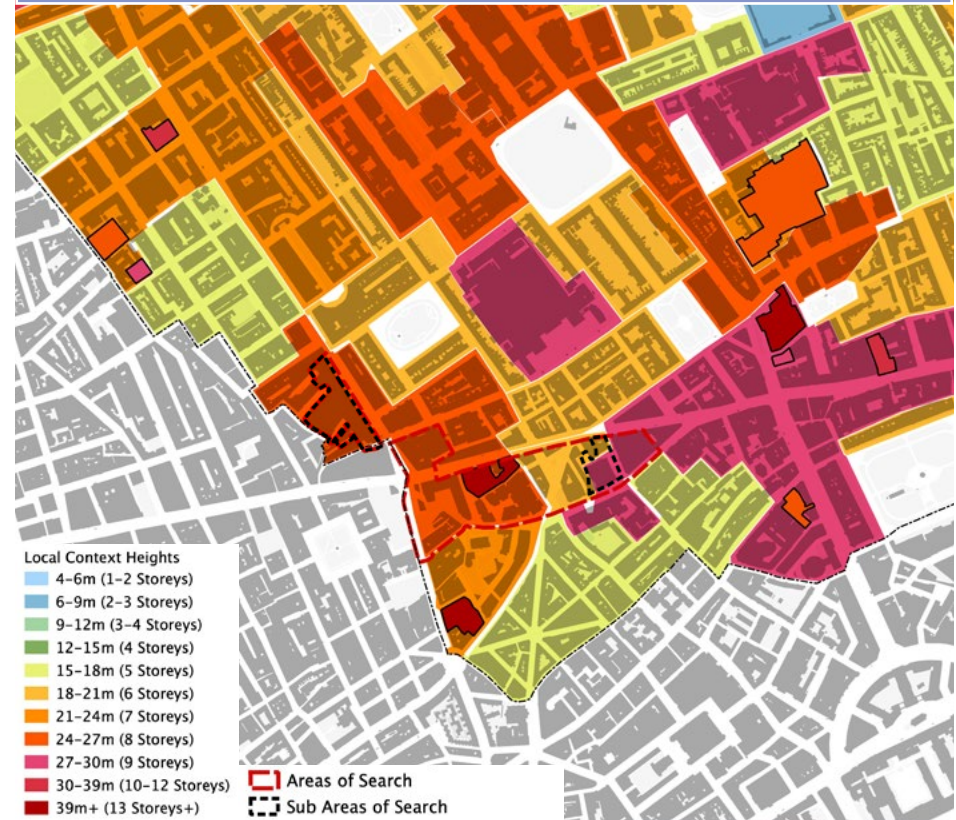 Local Context Heights
4-6m (1-2 Storeys)
6-9m (2-3 Storeys)
9-12m (3-4 Storeys)
12-15m (4 Storeys)
15-18m (5 Storeys)
18-21m (6 Storeys)
21-24m (7 Storeys)
24-27m (8 Storeys)
27-30m (9 Storeys)
30-39m (10-12 Storeys)
39m+ (13 Storeys+)
Areas of Search
Sub Areas of Search